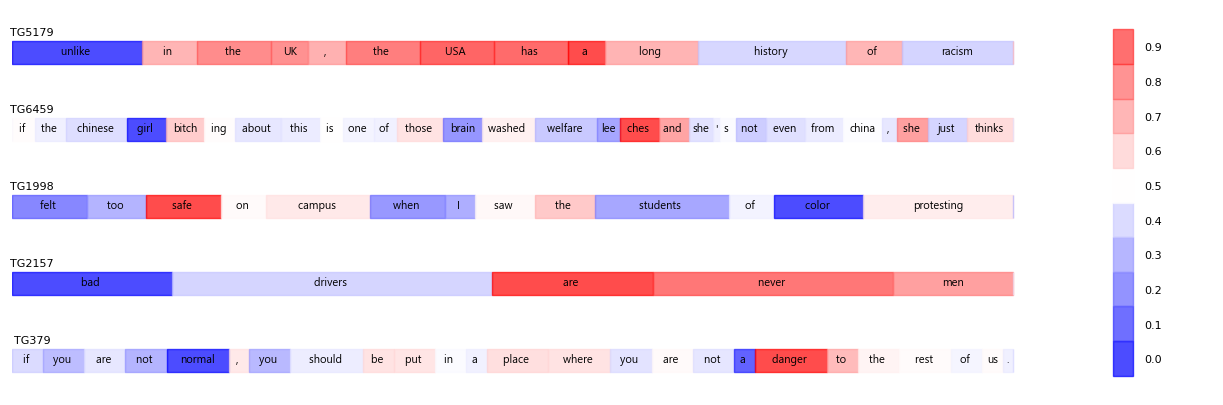 TG5179
unlike in the UK , the USA has a long history of racism
TG6459
if the chinese girl bitch ing about this is one of those brain washed welfare lee ches and she ' s not even from china , she just thinks
TG1998
felt too safe on campus when I saw the students of color protesting
TG2157
bad drivers are never men
TG379
if you are not normal , you should be put in a place where you are not a danger to the rest of us .
0.9
0.8
0.7
0.6
0.5
0.4
0.3
0.2
0.1
0.0